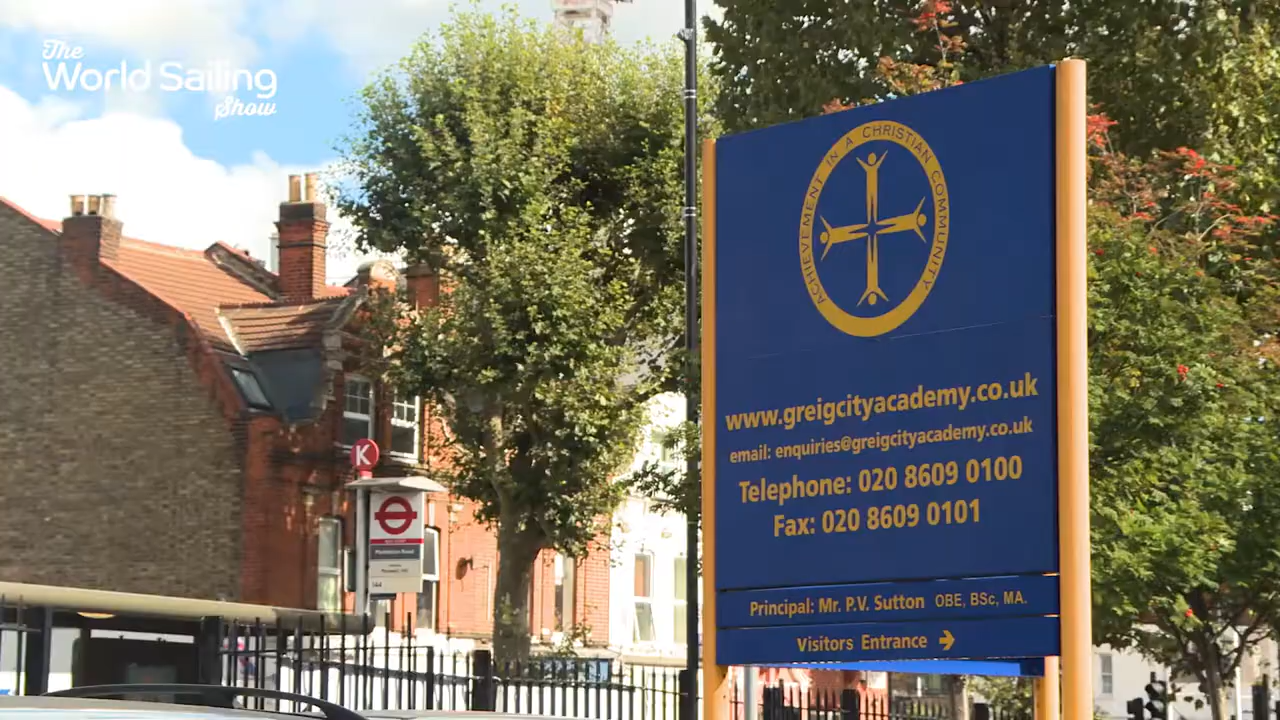 The
World Sailing
Show
ACHIEVEMENT IN A CHRISTIAN COMMUNITY
www.greigcityacademy.co.uk
email: enquiries@greigcityacademy.co.uk
Telephone: 020 8609 0100
Fax: 020 8609 0101
Principal: Mr. P.V. Sutton OBE, BSc, MA.
Visitors Entrance →
K
144